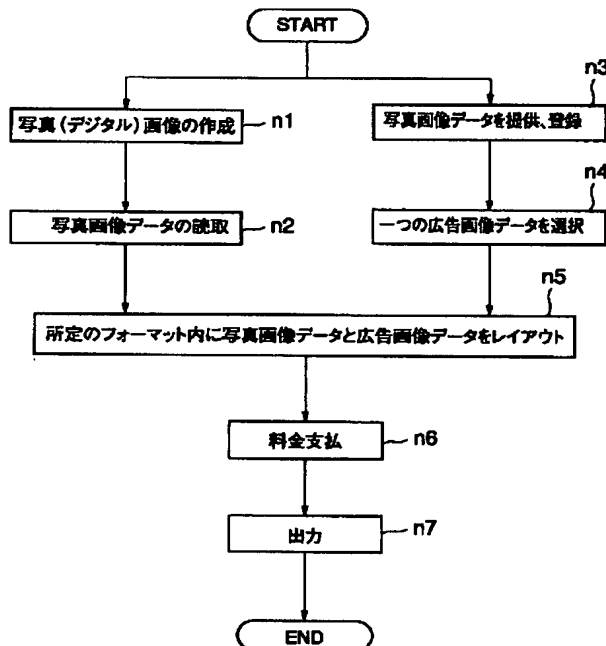 START
写真(デジタル)画像の作成
n1
写真画像データを提供、登録
n3
写真画像データの読取
n2
一つの広告画像データを選択
n4
所定のフォーマット内に写真画像データと広告画像データをレイアウト
n5
料金支払
n6
出力
n7
END